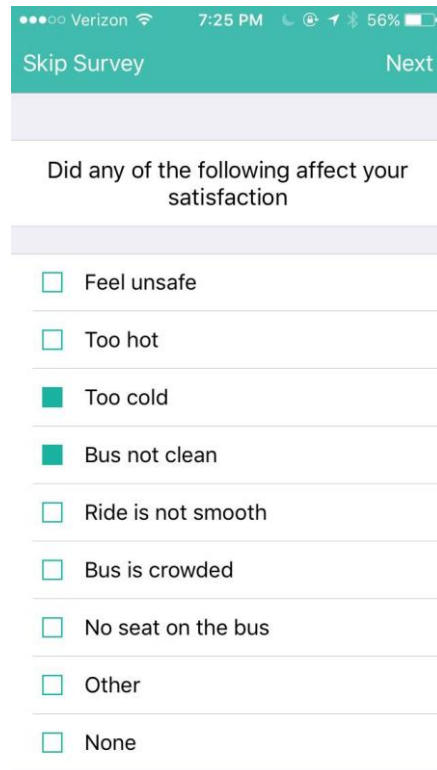 Verizon 7:25 PM 56%
Skip Survey Next
Did any of the following affect your
satisfaction
Feel unsafe
Too hot
Too cold
Bus not clean
Ride is not smooth
Bus is crowded
No seat on the bus
Other
None